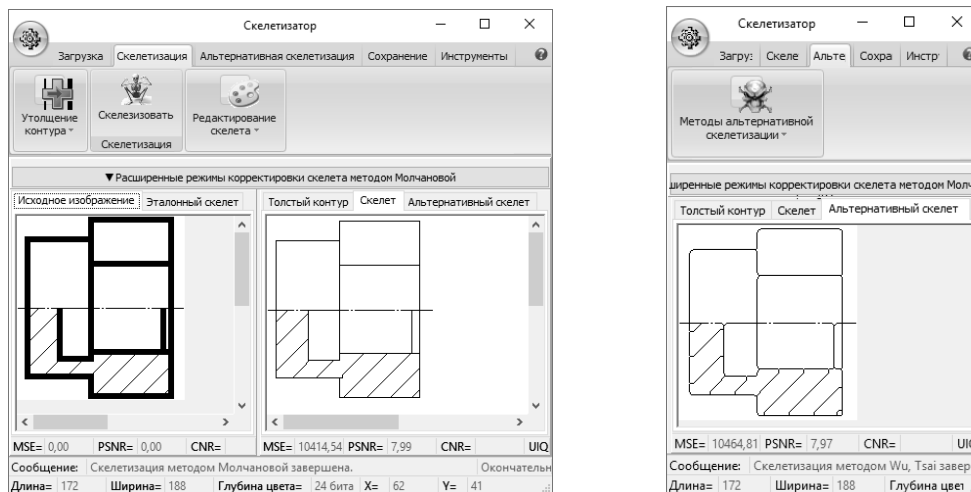 Скелетизатор
Загрузка Скелетизация Альтернативная скелетизация Сохранение Инструменты
Утолщение контура
Скелезизовать
Редактирование скелета
Скелетизация
▼Расширенные режимы корректировки скелета методом Молчановой
Исходное изображение Эталонный скелет
Толстый контур Скелет Альтернативный скелет
MSE= 0,00 PSNR= 0,00 CNR=
MSE= 10414,54 PSNR= 7,99 CNR= UIQ
Сообщение: Скелетизация методом Молчановой завершена. Окончательн
Длина= 172 Ширина= 188 Глубина цвета= 24 бита X= 62 Y= 41
Скелетизатор
Загру: Скеле Альте Сохра Инстр
Методы альтернативной
скелетизации
ширенные режимы корректировки скелета методом Молч
Толстый контур Скелет Альтернативный скелет
MSE= 10464,81 PSNR= 7,97 CNR= UI
Сообщение: Скелетизация методом Wu, Tsai завер
Длина= 172 Ширина= 188 Глубина цвет